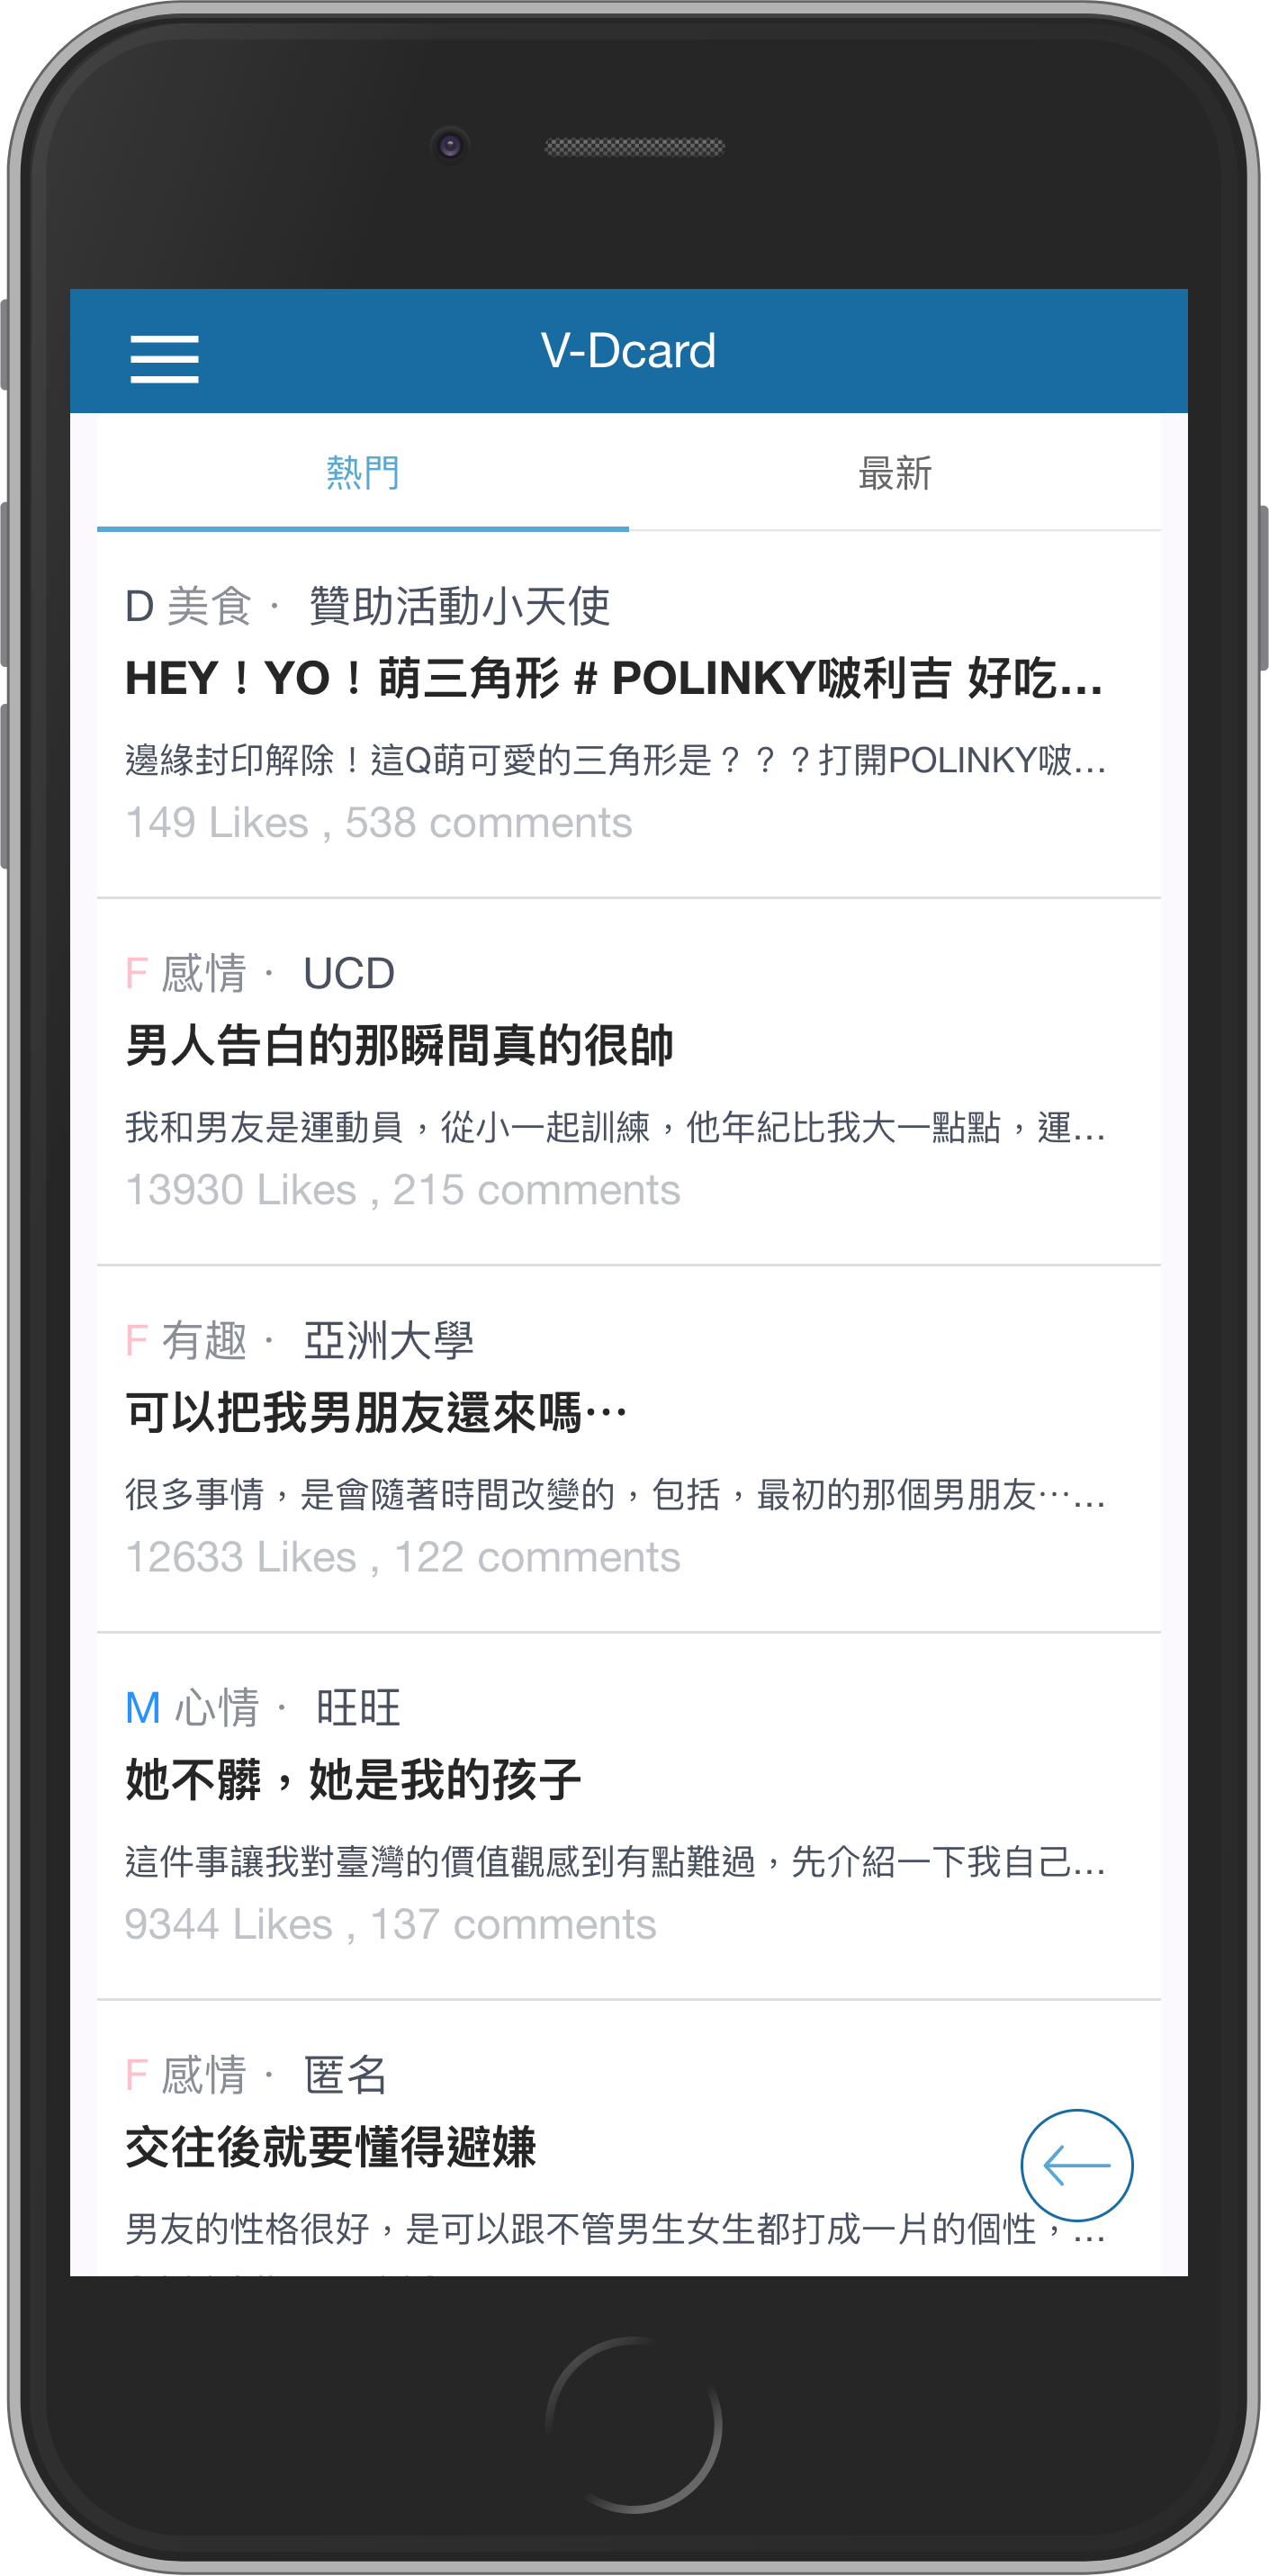 V-Dcard
熱門 最新
D 美食 · 贊助活動小天使
HEY！YO！萌三角形 # POLINKY啵利吉 好吃...
邊緣封印解除！這Q萌可愛的三角形是？？？打開POLINKY啵...
149 Likes , 538 comments
F 感情 · UCD
男人告白的那瞬間真的很帥
我和男友是運動員，從小一起訓練，他年紀比我大一點點，運...
13930 Likes , 215 comments
F 有趣 · 亞洲大學
可以把我男朋友還來嗎⋯
很多事情，是會隨著時間改變的，包括，最初的那個男朋友⋯...
12633 Likes , 122 comments
M 心情 · 旺旺
她不髒，她是我的孩子
這件事讓我對臺灣的價值觀感到有點難過，先介紹一下我自己...
9344 Likes , 137 comments
F 感情 · 匿名
交往後就要懂得避嫌
男友的性格很好，是可以跟不管男生女生都打成一片的個性，...